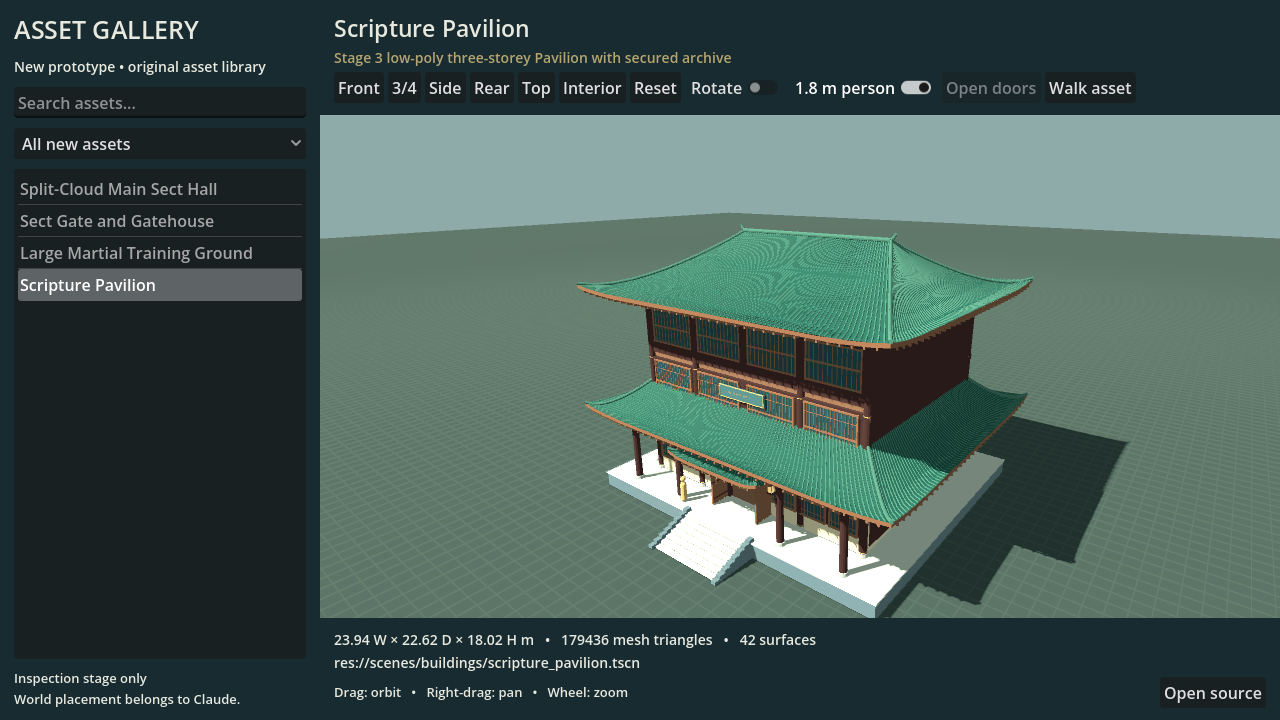 ASSET GALLERY
New prototype • original asset library
Search assets...
All new assets
Split-Cloud Main Sect Hall
Sect Gate and Gatehouse
Large Martial Training Ground
Scripture Pavilion
Inspection stage only
World placement belongs to Claude.
Scripture Pavilion
Stage 3 low-poly three-storey Pavilion with secured archive
Front 3/4 Side Rear Top Interior Reset Rotate 1.8 m person Open doors Walk asset
23.94 W × 22.62 D × 18.02 H m • 179436 mesh triangles • 42 surfaces
res://scenes/buildings/scripture_pavilion.tscn
Drag: orbit • Right-drag: pan • Wheel: zoom
Open source